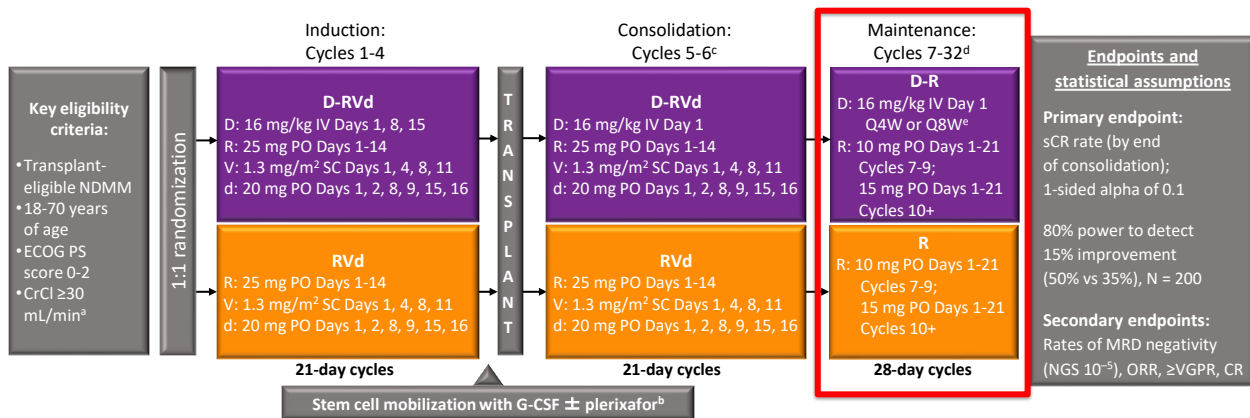 Induction:
Cycles 1-4
Consolidation:
Cycles 5-6c
Maintenance:
Cycles 7-32d
Key eligibility
criteria:
•Transplant-
eligible NDMM
•18-70 years
of age
•ECOG PS
score 0-2
•CrCl ≥30
mL/mina
1:1 randomization
D-RVd
D: 16 mg/kg IV Days 1, 8, 15
R: 25 mg PO Days 1-14
V: 1.3 mg/m2 SC Days 1, 4, 8, 11
d: 20 mg PO Days 1, 2, 8, 9, 15, 16
RVd
R: 25 mg PO Days 1-14
V: 1.3 mg/m2 SC Days 1, 4, 8, 11
d: 20 mg PO Days 1, 2, 8, 9, 15, 16
21-day cycles
TRANSPLANT
D-RVd
D: 16 mg/kg IV Day 1
R: 25 mg PO Days 1-14
V: 1.3 mg/m2 SC Days 1, 4, 8, 11
d: 20 mg PO Days 1, 2, 8, 9, 15, 16
RVd
R: 25 mg PO Days 1-14
V: 1.3 mg/m2 SC Days 1, 4, 8, 11
d: 20 mg PO Days 1, 2, 8, 9, 15, 16
21-day cycles
D-R
D: 16 mg/kg IV Day 1
Q4W or Q8We
R: 10 mg PO Days 1-21
Cycles 7-9;
15 mg PO Days 1-21
Cycles 10+
R
R: 10 mg PO Days 1-21
Cycles 7-9;
15 mg PO Days 1-21
Cycles 10+
28-day cycles
Endpoints and
statistical assumptions
Primary endpoint:
sCR rate (by end
of consolidation);
1-sided alpha of 0.1
80% power to detect
15% improvement
(50% vs 35%), N = 200
Secondary endpoints:
Rates of MRD negativity
(NGS 10–5), ORR, ≥VGPR, CR
Stem cell mobilization with G-CSF ± plerixaforb